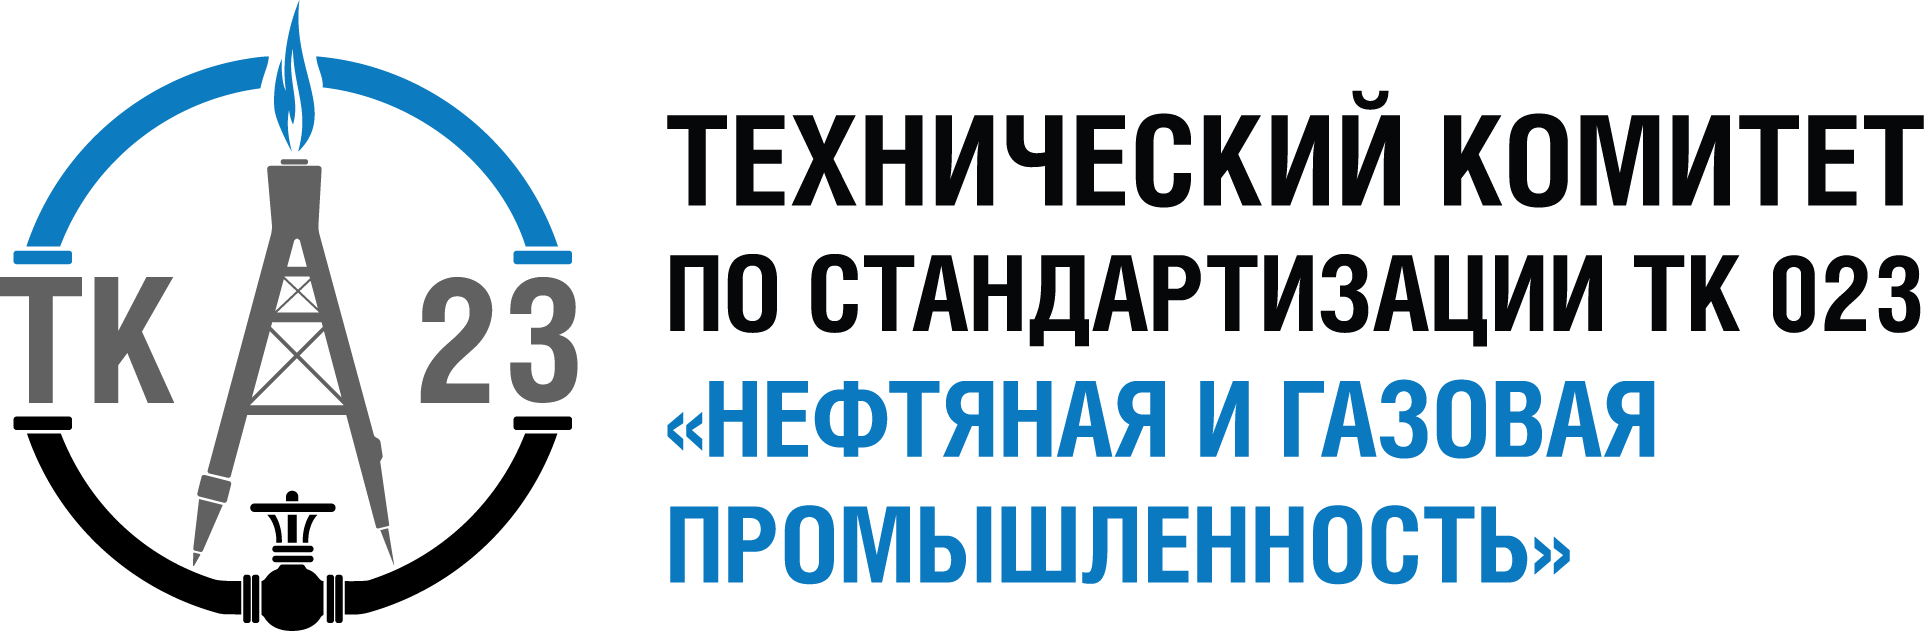 ТК 23
ТЕХНИЧЕСКИЙ КОМИТЕТ
ПО СТАНДАРТИЗАЦИИ ТК 023
«НЕФТЯНАЯ И ГАЗОВАЯ
ПРОМЫШЛЕННОСТЬ»